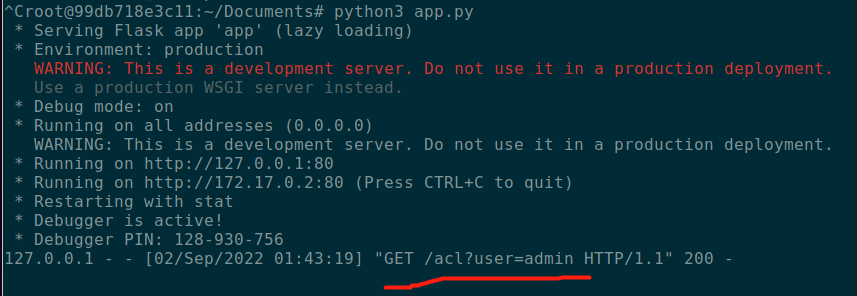 ^Croot@99db718e3c11:~/Documents# python3 app.py
 * Serving Flask app 'app' (lazy loading)
 * Environment: production
   WARNING: This is a development server. Do not use it in a production deployment.
   Use a production WSGI server instead.
 * Debug mode: on
 * Running on all addresses (0.0.0.0)
   WARNING: This is a development server. Do not use it in a production deployment.
 * Running on http://127.0.0.1:80
 * Running on http://172.17.0.2:80 (Press CTRL+C to quit)
 * Restarting with stat
 * Debugger is active!
 * Debugger PIN: 128-930-756
127.0.0.1 - - [02/Sep/2022 01:43:19] "GET /acl?user=admin HTTP/1.1" 200 -